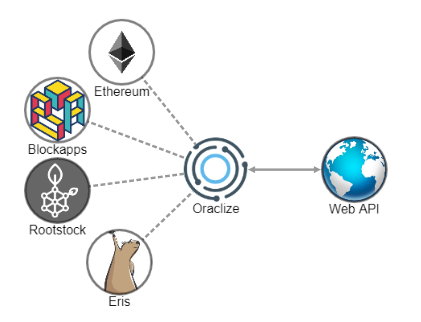 Ethereum
Blockapps
Rootstock
Eris
Oraclize
Web API